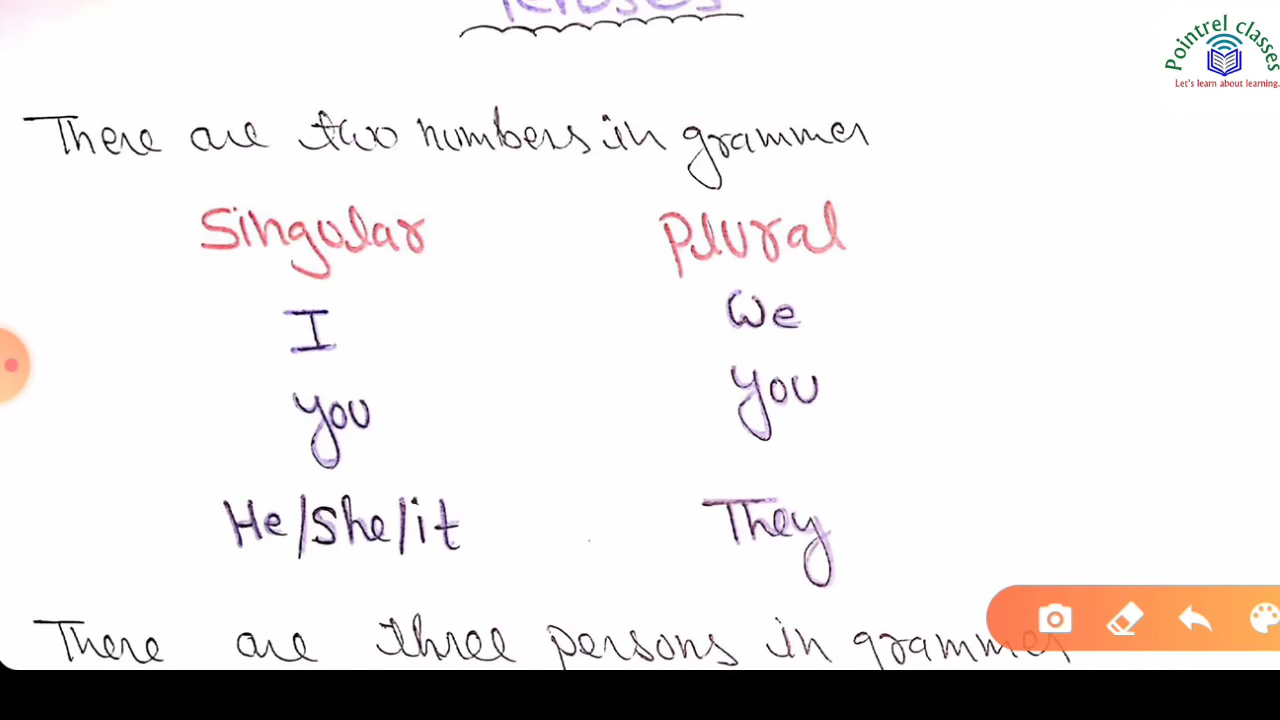 Pointrel classes
Let's learn about learning.
There are two numbers in grammer
Singular Plural
I We
you you
He/She/it They
There are three persons in grammer